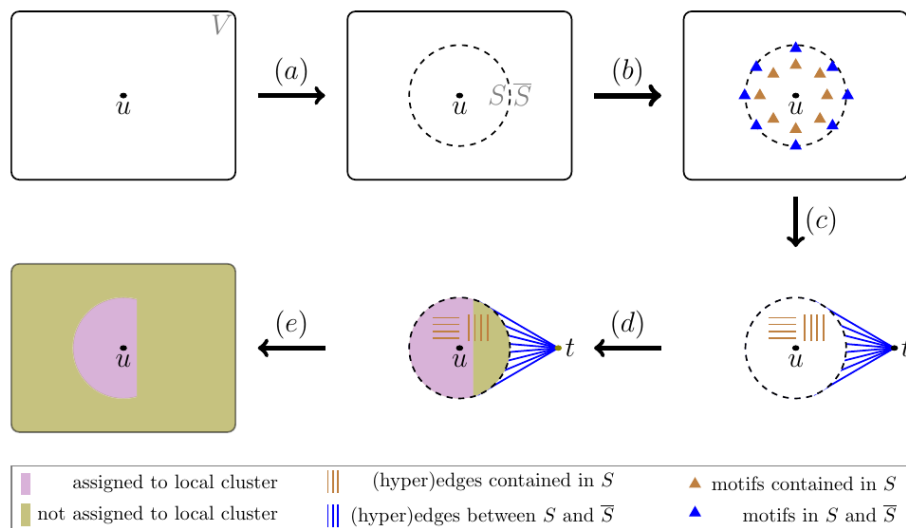 V
u
(a)
S S̅
u
(b)
u
(c)
u
(e)
u
t
(d)
u
t
assigned to local cluster
(hyper)edges contained in S
motifs contained in S
not assigned to local cluster
(hyper)edges between S and S̅
motifs in S and S̅